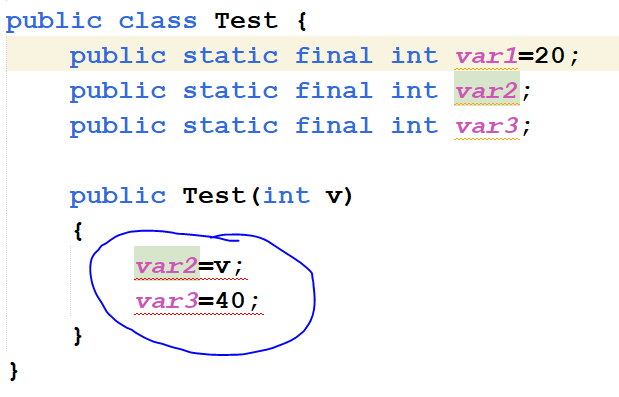 public class Test {
    public static final int var1=20;
    public static final int var2;
    public static final int var3;
    public Test(int v)
    {
        var2=v;
        var3=40;
    }
}